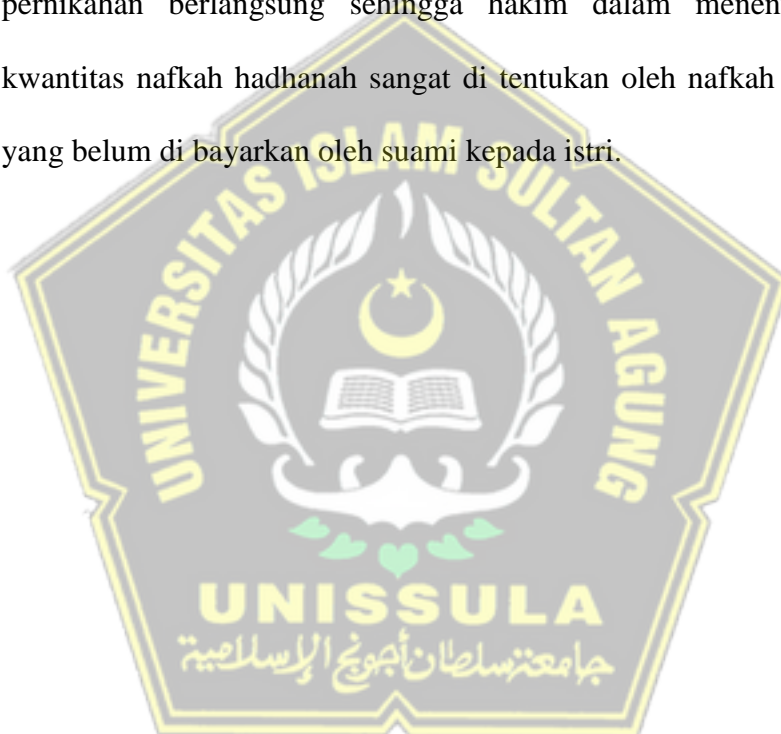 pernikahan berlangsung sehingga hakim dalam menen
kwantitas nafkah hadhanah sangat di tentukan oleh nafkah
yang belum di bayarkan oleh suami kepada istri.
UNIVERSITAS ISLAM SULTAN AGUNG
UNISSULA
جامعة سلطان أجونج الإسلامية